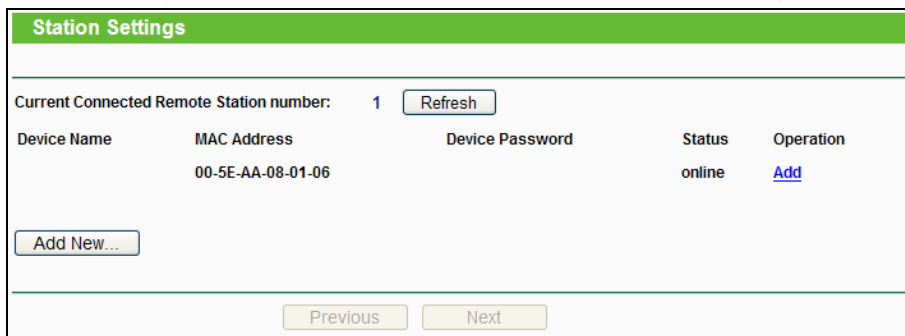 Station Settings
Current Connected Remote Station number: 1 Refresh
Device Name MAC Address Device Password Status Operation
00-5E-AA-08-01-06 online Add
Add New...
Previous Next